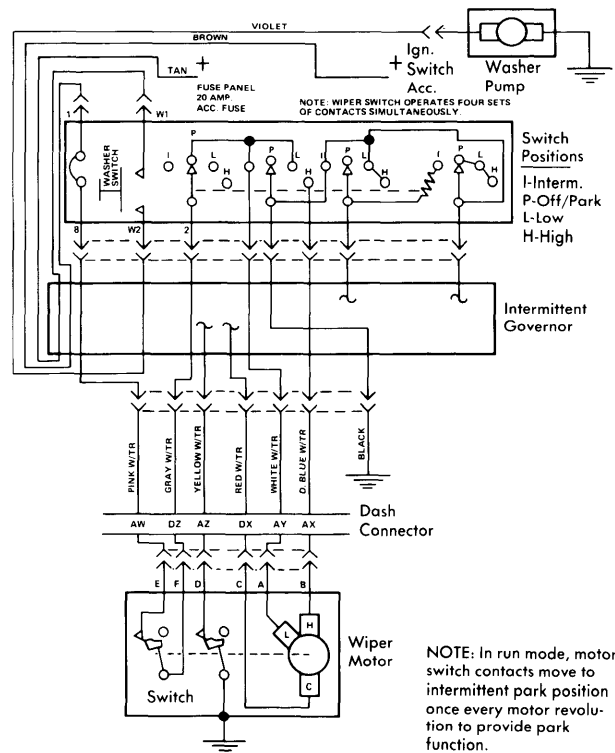 VIOLET
BROWN
TAN
+
+
Ign.
Switch
Acc.
Washer
Pump
FUSE PANEL
20 AMP.
ACC. FUSE
NOTE: WIPER SWITCH OPERATES FOUR SETS
OF CONTACTS SIMULTANEOUSLY.
1
W1
WASHER
SWITCH
I
P
L
H
P
L
H
I
P
L
H
I
P
L
H
Switch
Positions
I-Interm.
P-Off/Park
L-Low
H-High
8
W2
2
Intermittent
Governor
PINK W/TR
GRAY W/TR
YELLOW W/TR
RED W/TR
WHITE W/TR
D. BLUE W/TR
BLACK
AW
DZ
AZ
DX
AY
AX
Dash
Connector
E
F
D
C
A
B
H
L
C
Switch
Wiper
Motor
NOTE: In run mode, motor
switch contacts move to
intermittent park position
once every motor revolu-
tion to provide park
function.